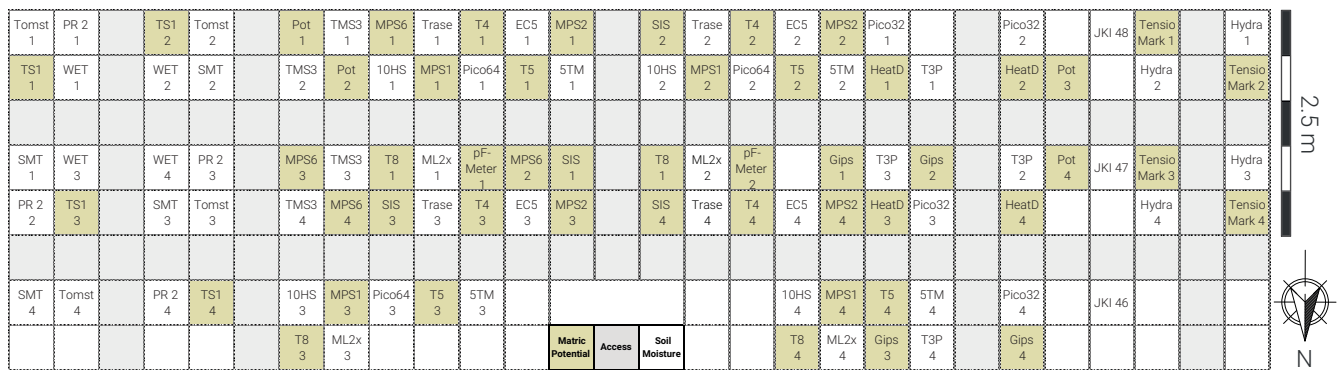 Tomst 1 PR 2 1 TS1 2 Tomst 2 Pot 1 TMS3 1 MPS6 1 Trase 1 T4 1 EC5 1 MPS2 1 SIS 2 Trase 2 T4 2 EC5 2 MPS2 2 Pico32 1 Pico32 2 JKI 48 Tensio Mark 1 Hydra 1
TS1 1 WET 1 WET 2 SMT 2 TMS3 2 Pot 2 10HS 1 MPS1 1 Pico64 1 T5 1 5TM 1 10HS 2 MPS1 2 Pico64 2 T5 2 5TM 2 HeatD 1 T3P 1 HeatD 2 Pot 3 Hydra 2 Tensio Mark 2
SMT 1 WET 3 WET 4 PR 2 3 MPS6 3 TMS3 3 T8 1 ML2x 1 pF-Meter 1 MPS6 2 SIS 1 T8 1 ML2x 2 pF-Meter 2 Gips 1 T3P 3 Gips 2 T3P 2 Pot 4 JKI 47 Tensio Mark 3 Hydra 3
PR 2 2 TS1 3 SMT 3 Tomst 3 TMS3 4 MPS6 4 SIS 3 Trase 3 T4 3 EC5 3 MPS2 3 SIS 4 Trase 4 T4 4 EC5 4 MPS2 4 HeatD 3 Pico32 3 HeatD 4 Hydra 4 Tensio Mark 4
SMT 4 Tomst 4 PR 2 4 TS1 4 10HS 3 MPS1 3 Pico64 3 T5 3 5TM 3 10HS 4 MPS1 4 T5 4 5TM 4 Pico32 4 JKI 46
T8 3 ML2x 3 Matric Potential Access Soil Moisture T8 4 ML2x 4 Gips 3 T3P 4 Gips 4
2.5 m
N